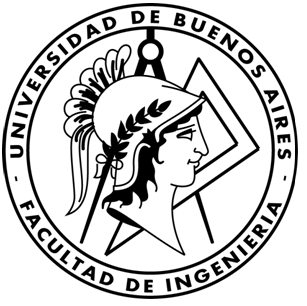 UNIVERSIDAD DE BUENOS AIRES
- FACULTAD DE INGENIERIA -